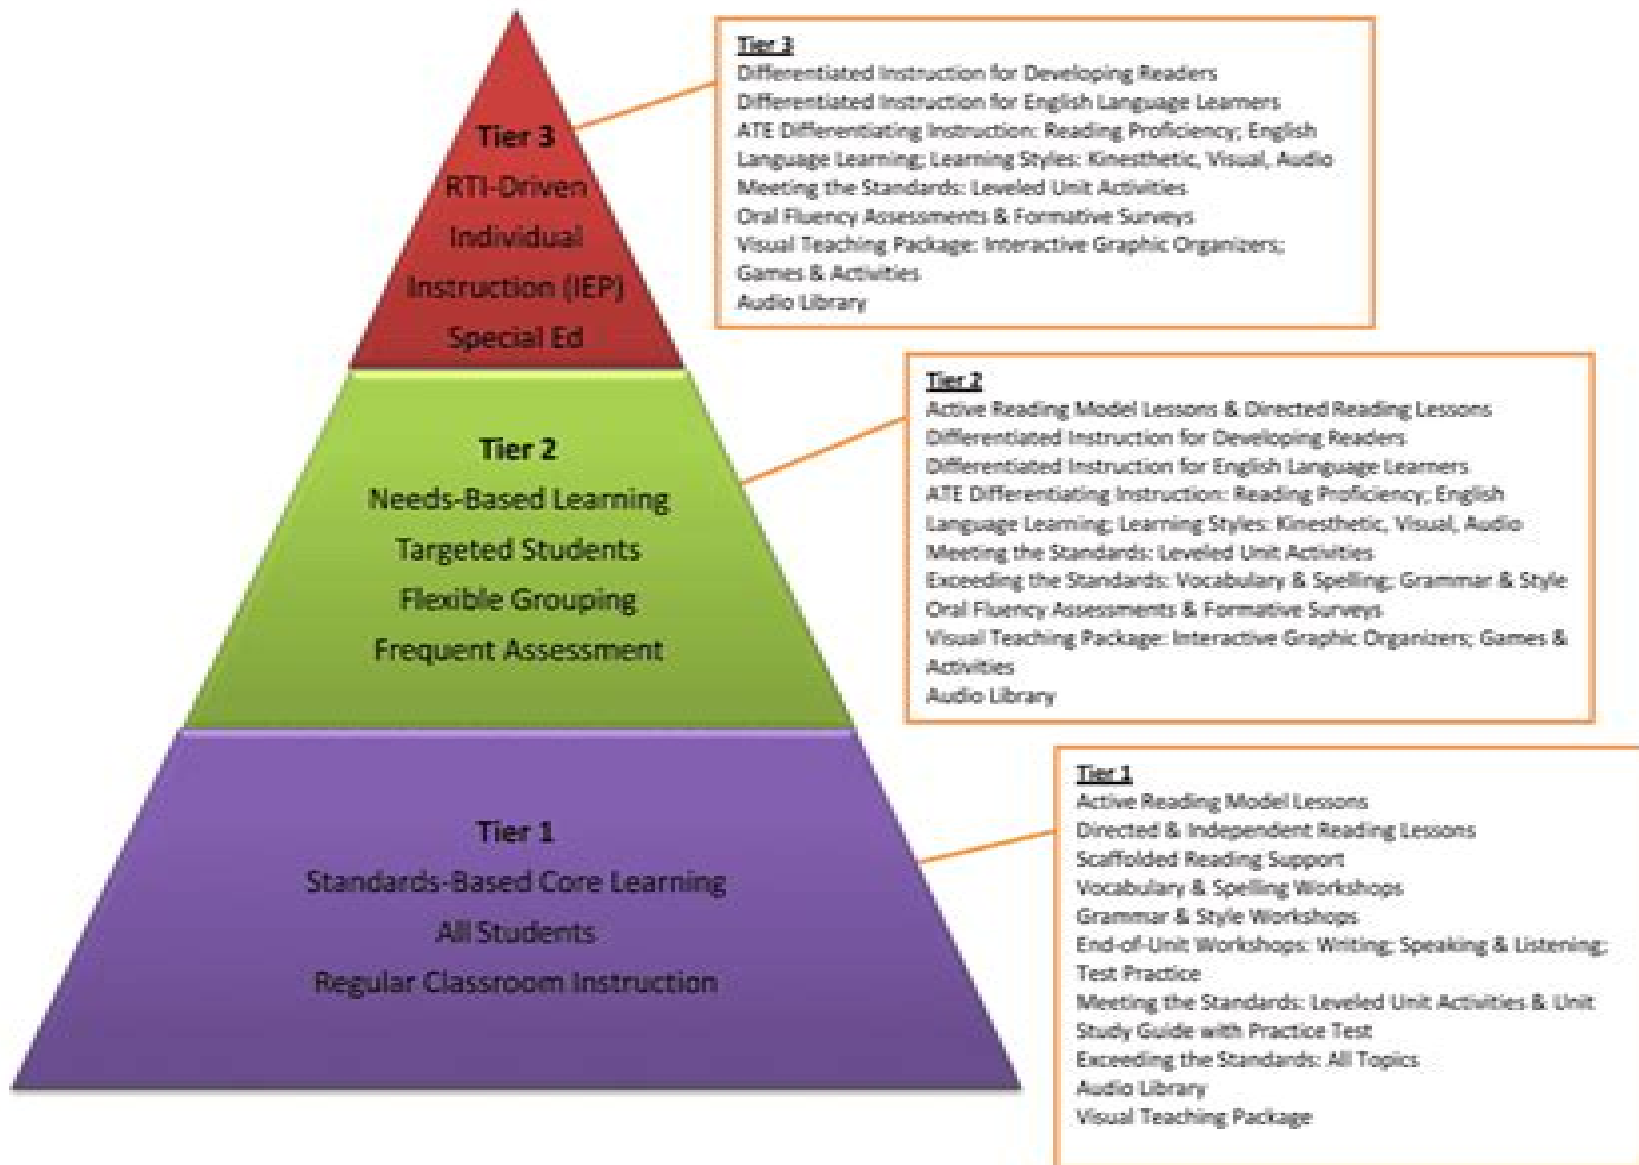 Tier 3
RTI-Driven
Individual
Instruction (IEP)
Special Ed
Tier 2
Needs-Based Learning
Targeted Students
Flexible Grouping
Frequent Assessment
Tier 1
Standards-Based Core Learning
All Students
Regular Classroom Instruction
Tier 3
Differentiated Instruction for Developing Readers
Differentiated Instruction for English Language Learners
ATE Differentiating Instruction: Reading Proficiency; English
Language Learning; Learning Styles: Kinesthetic, Visual, Audio
Meeting the Standards: Leveled Unit Activities
Oral Fluency Assessments & Formative Surveys
Visual Teaching Package: Interactive Graphic Organizers;
Games & Activities
Audio Library
Tier 2
Active Reading Model Lessons & Directed Reading Lessons
Differentiated Instruction for Developing Readers
Differentiated Instruction for English Language Learners
ATE Differentiating Instruction: Reading Proficiency; English
Language Learning; Learning Styles: Kinesthetic, Visual, Audio
Meeting the Standards: Leveled Unit Activities
Exceeding the Standards: Vocabulary & Spelling; Grammar & Style
Oral Fluency Assessments & Formative Surveys
Visual Teaching Package: Interactive Graphic Organizers; Games &
Activities
Audio Library
Tier 1
Active Reading Model Lessons
Directed & Independent Reading Lessons
Scaffolded Reading Support
Vocabulary & Spelling Workshops
Grammar & Style Workshops
End-of-Unit Workshops: Writing; Speaking & Listening;
Test Practice
Meeting the Standards: Leveled Unit Activities & Unit
Study Guide with Practice Test
Exceeding the Standards: All Topics
Audio Library
Visual Teaching Package